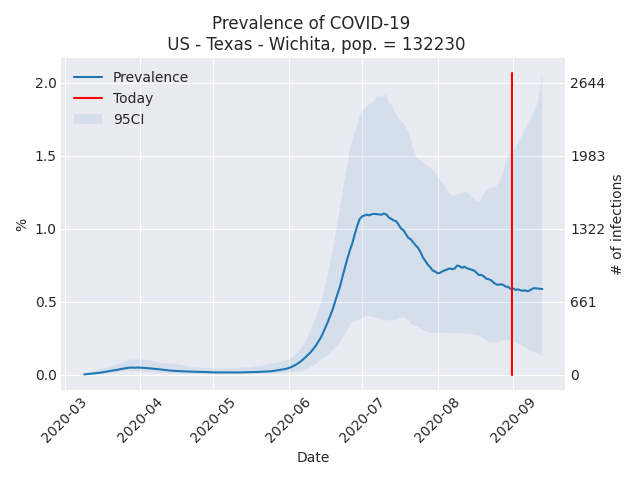 Prevalence of COVID-19
US - Texas - Wichita, pop. = 132230
Prevalence
Today
95CI
2.0
1.5
1.0
0.5
0.0
%
2644
1983
1322
661
0
# of infections
2020-03
2020-04
2020-05
2020-06
2020-07
2020-08
2020-09
Date